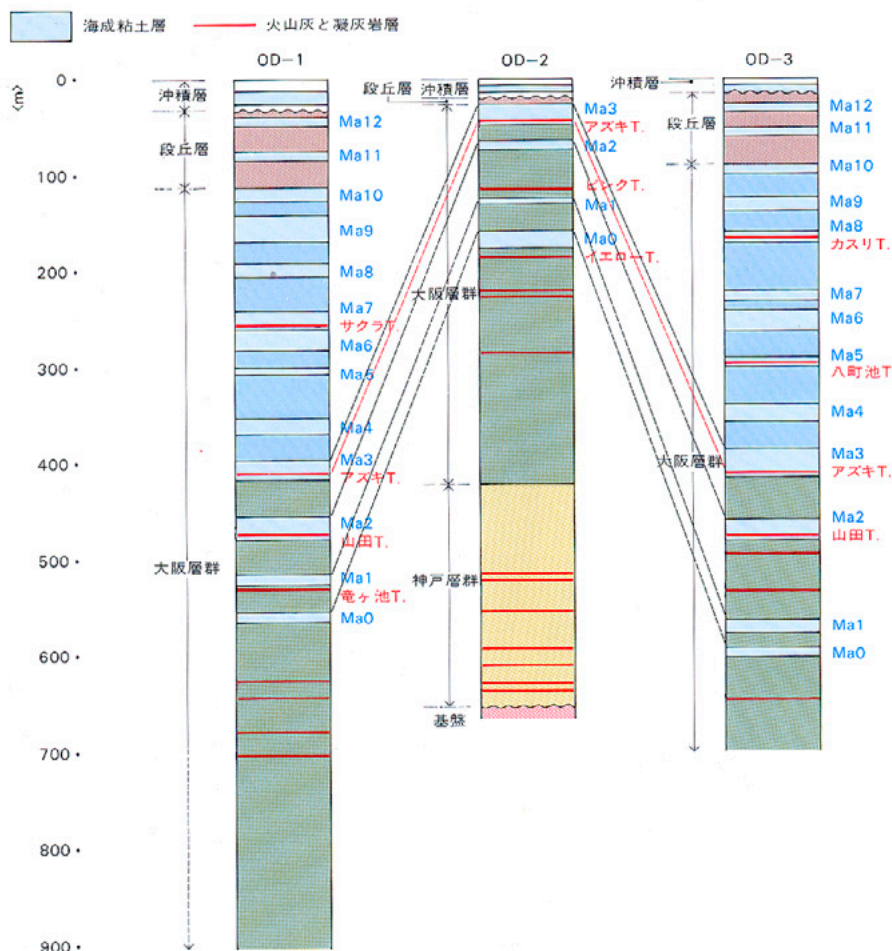 海成粘土層
火山灰と凝灰岩層
OD-1
OD-2
OD-3
<m>
0
100
200
300
400
500
600
700
800
900
沖積層
段丘層
大阪層群
Ma12
Ma11
Ma10
Ma9
Ma8
Ma7
サクラT.
Ma6
Ma5
Ma4
Ma3
アズキT.
Ma2
山田T.
Ma1
竜ヶ池T.
Ma0
段丘層
沖積層
大阪層群
神戸層群
基盤
Ma3
アズキT.
Ma2
ピンクT.
Ma1
Ma0
イエローT.
沖積層
段丘層
大阪層群
Ma12
Ma11
Ma10
Ma9
Ma8
カスリT.
Ma7
Ma6
Ma5
八町池T
Ma4
Ma3
アズキT.
Ma2
山田T.
Ma1
Ma0